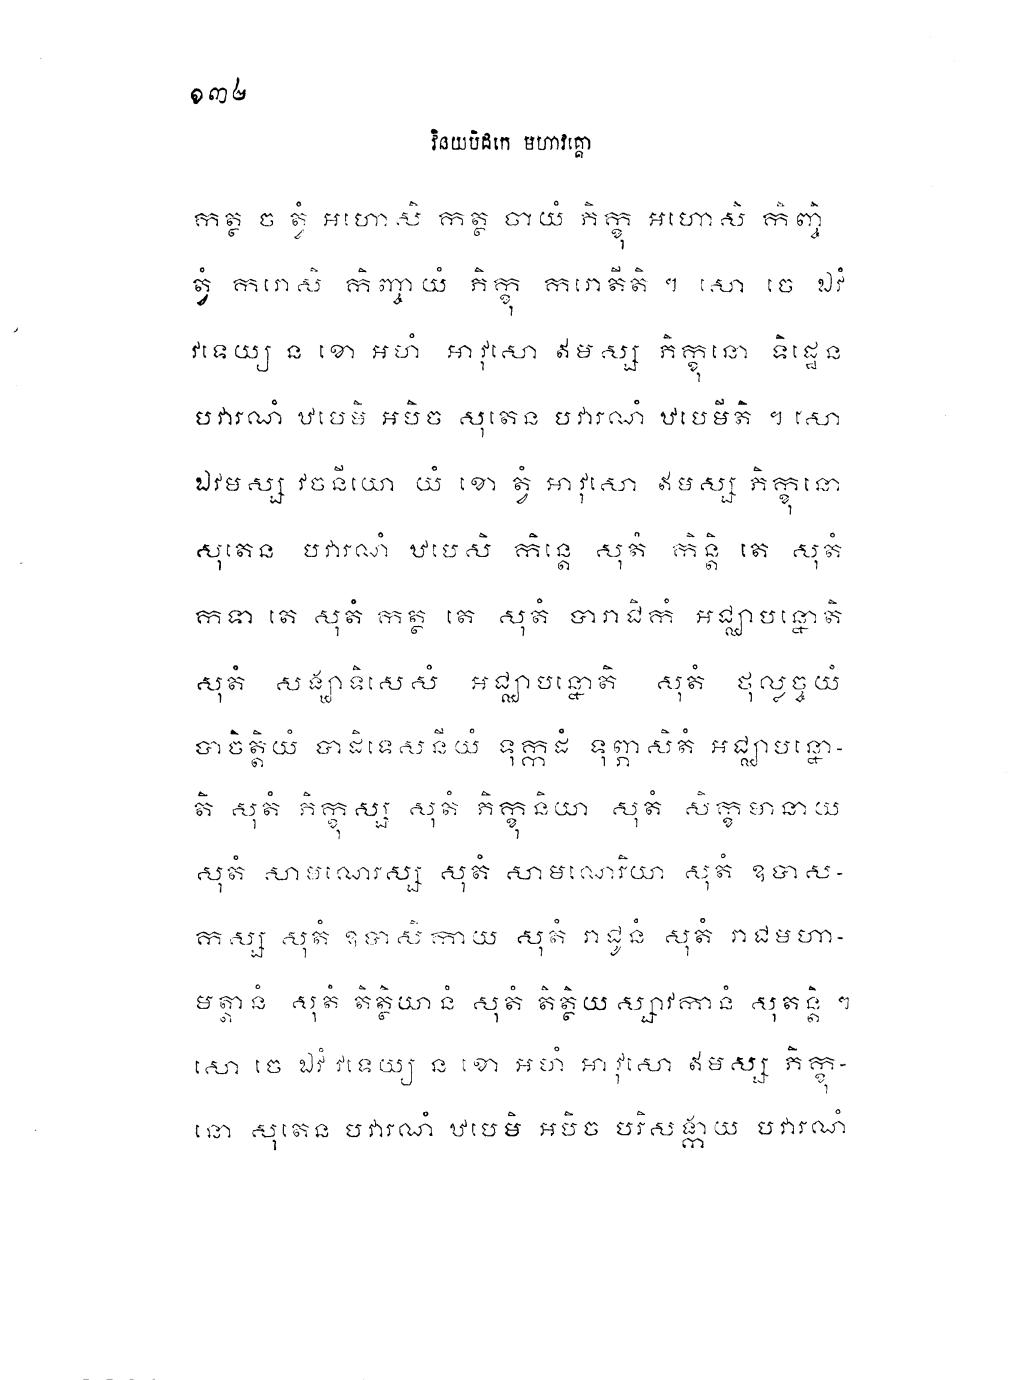 ១៣៤
វិនយបិដកេ មហាវគ្គោ
កត្ថ ច ត្វំ អហោសិ កត្ថ ចាយំ ភិក្ខុ អហោសិ កិញ្ចិ
ត្វំ ករោសិ កិញ្ចាយំ ភិក្ខុ ករោតីតិ ។ សោ ចេ ឯវំ
វទេយ្យ ន ខោ អហំ អាវុសោ ឥមស្ស ភិក្ខុនោ ទិដ្ឋេន
បវារណំ ឋបេមិ អបិច សុតេន បវារណំ ឋបេមីតិ ។ សោ
ឯវមស្ស វចនីយោ យំ ខោ ត្វំ អាវុសោ ឥមស្ស ភិក្ខុនោ
សុតេន បវារណំ ឋបេសិ កិន្តេ សុតំ កិន្តិ តេ សុតំ
កទា តេ សុតំ កត្ថ តេ សុតំ បារាជិកំ អជ្ឈាបន្នោតិ
សុតំ សង្ឃាទិសេសំ អជ្ឈាបន្នោតិ សុតំ ថុល្លច្ចយំ
បាចិត្តិយំ បាដិទេសនីយំ ទុក្កដំ ទុព្ភាសិតំ អជ្ឈាបន្នោ-
តិ សុតំ ភិក្ខុស្ស សុតំ ភិក្ខុនិយា សុតំ សិក្ខមានាយ
សុតំ សាមណេរស្ស សុតំ សាមណេរិយា សុតំ ឧបាស-
កស្ស សុតំ ឧបាសិកាយ សុតំ រាជូនំ សុតំ រាជមហា-
មត្តានំ សុតំ តិត្ថិយានំ សុតំ តិត្ថិយស្សាវកានំ សុតន្តិ ។
សោ ចេ ឯវំ វទេយ្យ ន ខោ អហំ អាវុសោ ឥមស្ស ភិក្ខុ-
នោ សុតេន បវារណំ ឋបេមិ អបិច បរិសង្កាយ បវារណំ